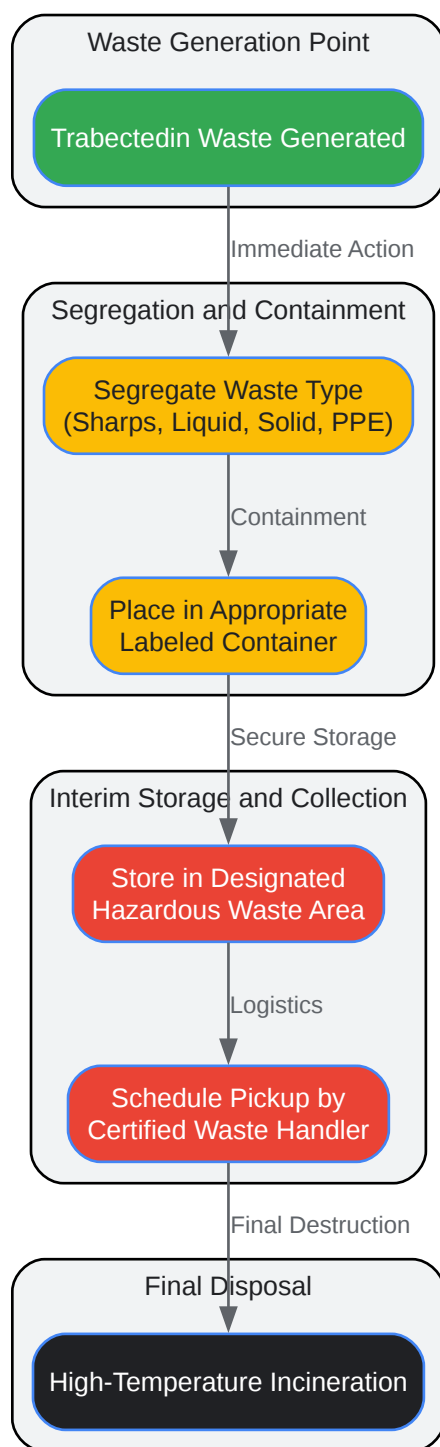 Waste Generation Point
Trabectedin Waste Generated
Immediate Action
Segregation and Containment
Segregate Waste Type
(Sharps, Liquid, Solid, PPE)
Containment
Place in Appropriate
Labeled Container
Secure Storage
Interim Storage and Collection
Store in Designated
Hazardous Waste Area
Logistics
Schedule Pickup by
Certified Waste Handler
Final Destruction
Final Disposal
High-Temperature Incineration